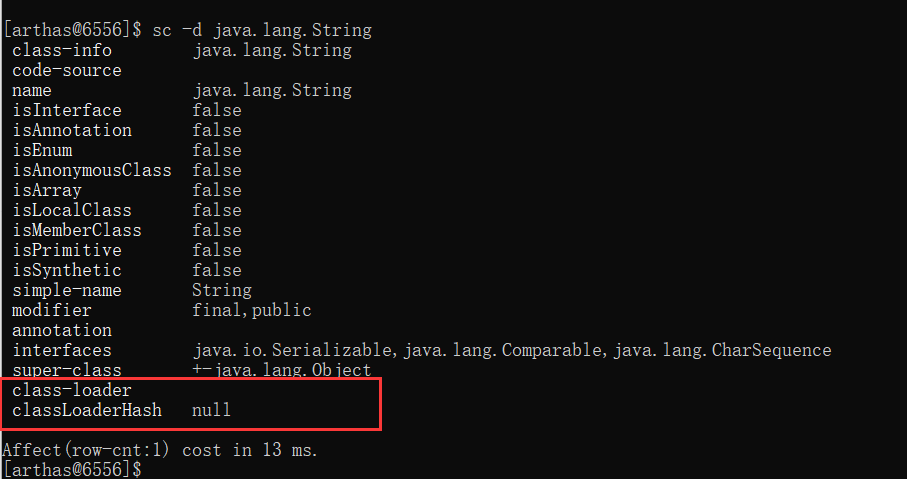 [arthas@6556]$ sc -d java.lang.String
class-info java.lang.String
code-source
name java.lang.String
isInterface false
isAnnotation false
isEnum false
isAnonymousClass false
isArray false
isLocalClass false
isMemberClass false
isPrimitive false
isSynthetic false
simple-name String
modifier final,public
annotation
interfaces java.io.Serializable,java.lang.Comparable,java.lang.CharSequence
super-class +-java.lang.Object
class-loader
classLoaderHash null
Affect(row-cnt:1) cost in 13 ms.
[arthas@6556]$